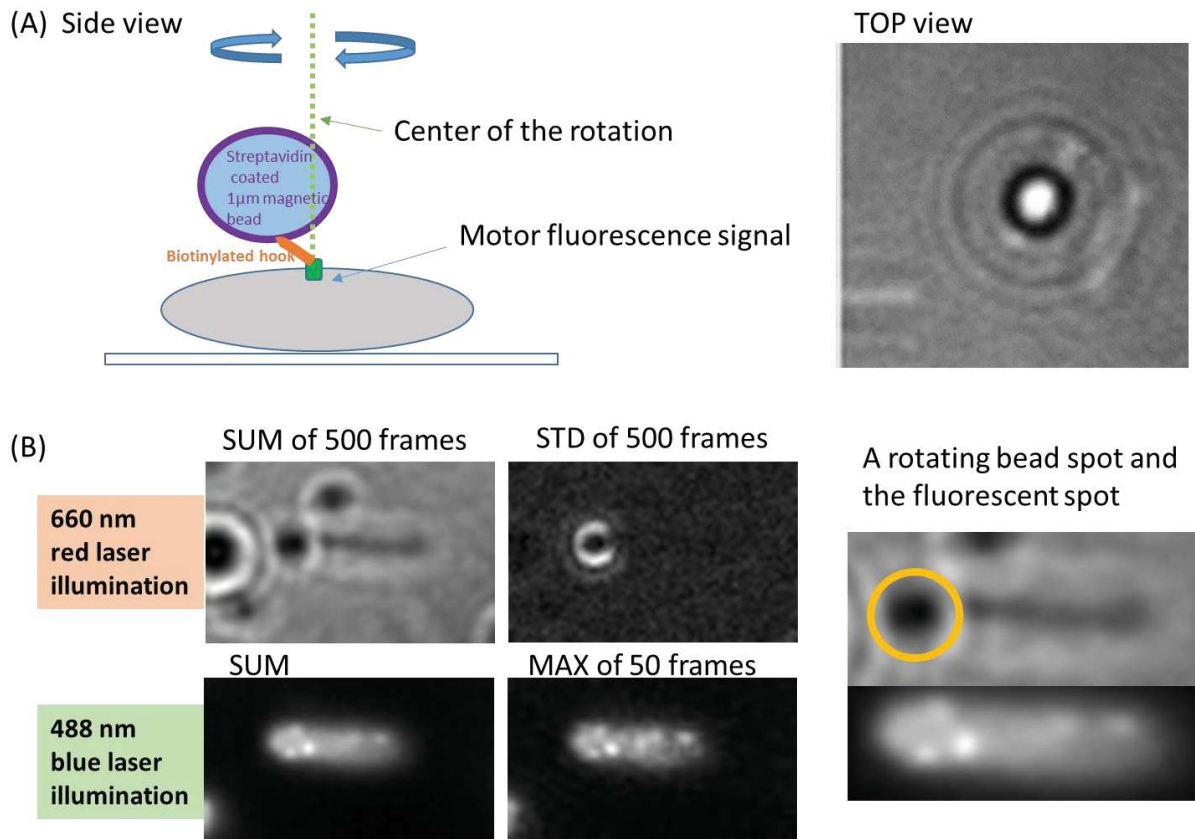 (A) Side view
TOP view
Center of the rotation
Streptavidin
coated
1µm magnetic
bead
Biotinylated hook
Motor fluorescence signal
(B)
SUM of 500 frames
STD of 500 frames
A rotating bead spot and
the fluorescent spot
660 nm
red laser
illumination
SUM
MAX of 50 frames
488 nm
blue laser
illumination